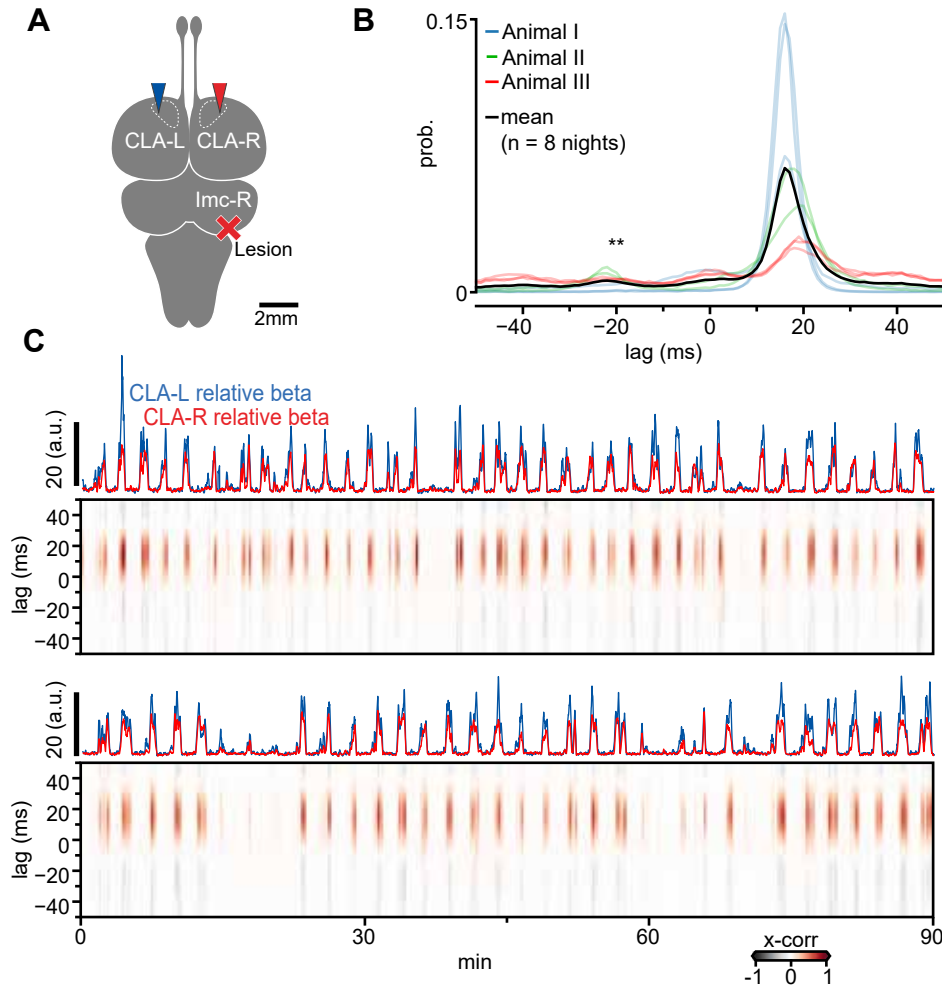 A
CLA-L
CLA-R
Imc-R
Lesion
2mm
B
0.15
Animal I
Animal II
Animal III
mean
(n = 8 nights)
prob.
**
0
−40
−20
0
20
40
lag (ms)
C
CLA-L relative beta
CLA-R relative beta
20 (a.u.)
40
20
0
−20
−40
lag (ms)
20 (a.u.)
40
20
0
−20
−40
lag (ms)
0
30
60
90
min
x-corr
-1
0
1